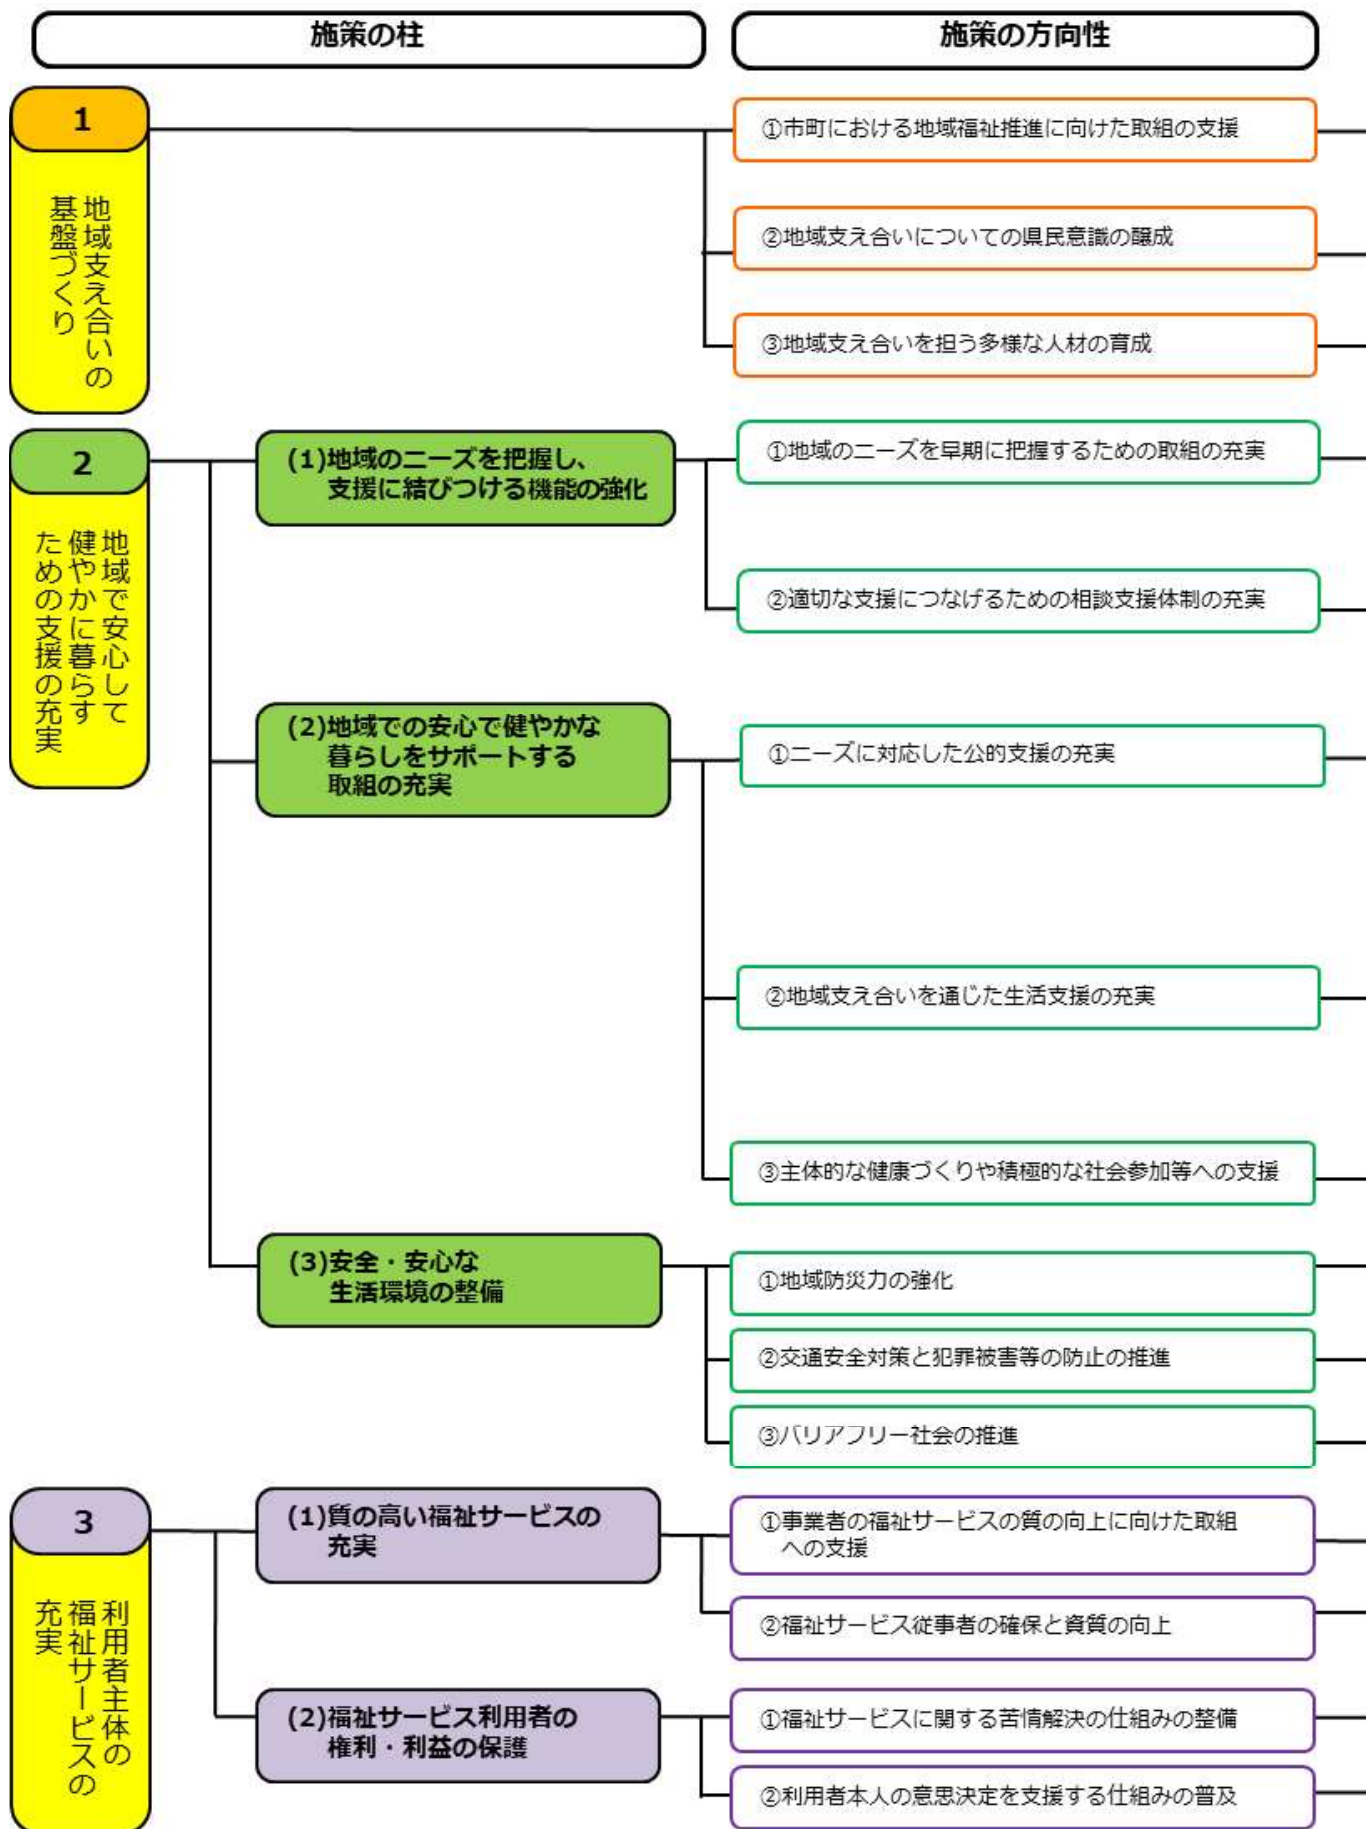 施策の柱
施策の方向性
1
地域支え合いの
基盤づくり
①市町における地域福祉推進に向けた取組の支援
②地域支え合いについての県民意識の醸成
③地域支え合いを担う多様な人材の育成
2
地域で安心して
健やかに暮らす
ための支援の充実
(1)地域のニーズを把握し、
支援に結びつける機能の強化
①地域のニーズを早期に把握するための取組の充実
②適切な支援につなげるための相談支援体制の充実
(2)地域での安心で健やかな
暮らしをサポートする
取組の充実
①ニーズに対応した公的支援の充実
②地域支え合いを通じた生活支援の充実
③主体的な健康づくりや積極的な社会参加等への支援
(3)安全・安心な
生活環境の整備
①地域防災力の強化
②交通安全対策と犯罪被害等の防止の推進
③バリアフリー社会の推進
3
利用者主体の
福祉サービスの
充実
(1)質の高い福祉サービスの
充実
①事業者の福祉サービスの質の向上に向けた取組
への支援
②福祉サービス従事者の確保と資質の向上
(2)福祉サービス利用者の
権利・利益の保護
①福祉サービスに関する苦情解決の仕組みの整備
②利用者本人の意思決定を支援する仕組みの普及